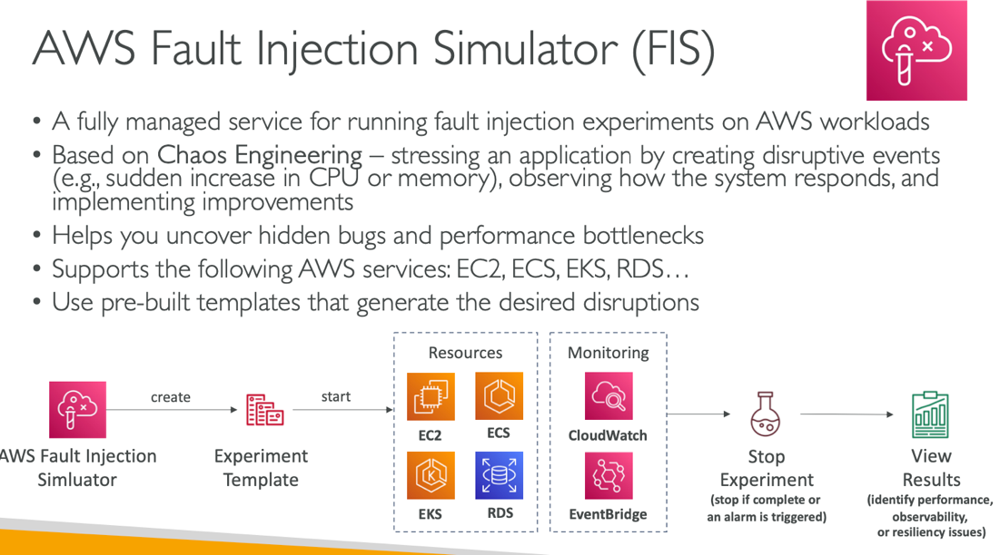 AWS Fault Injection Simulator (FIS)
• A fully managed service for running fault injection experiments on AWS workloads
• Based on Chaos Engineering – stressing an application by creating disruptive events
(e.g., sudden increase in CPU or memory), observing how the system responds, and
implementing improvements
• Helps you uncover hidden bugs and performance bottlenecks
• Supports the following AWS services: EC2, ECS, EKS, RDS…
• Use pre-built templates that generate the desired disruptions
AWS Fault Injection
Simluator
create
Experiment
Template
start
Resources
EC2
ECS
EKS
RDS
Monitoring
CloudWatch
EventBridge
Stop
Experiment
(stop if complete or
an alarm is triggered)
View
Results
(identify performance,
observability,
or resiliency issues)